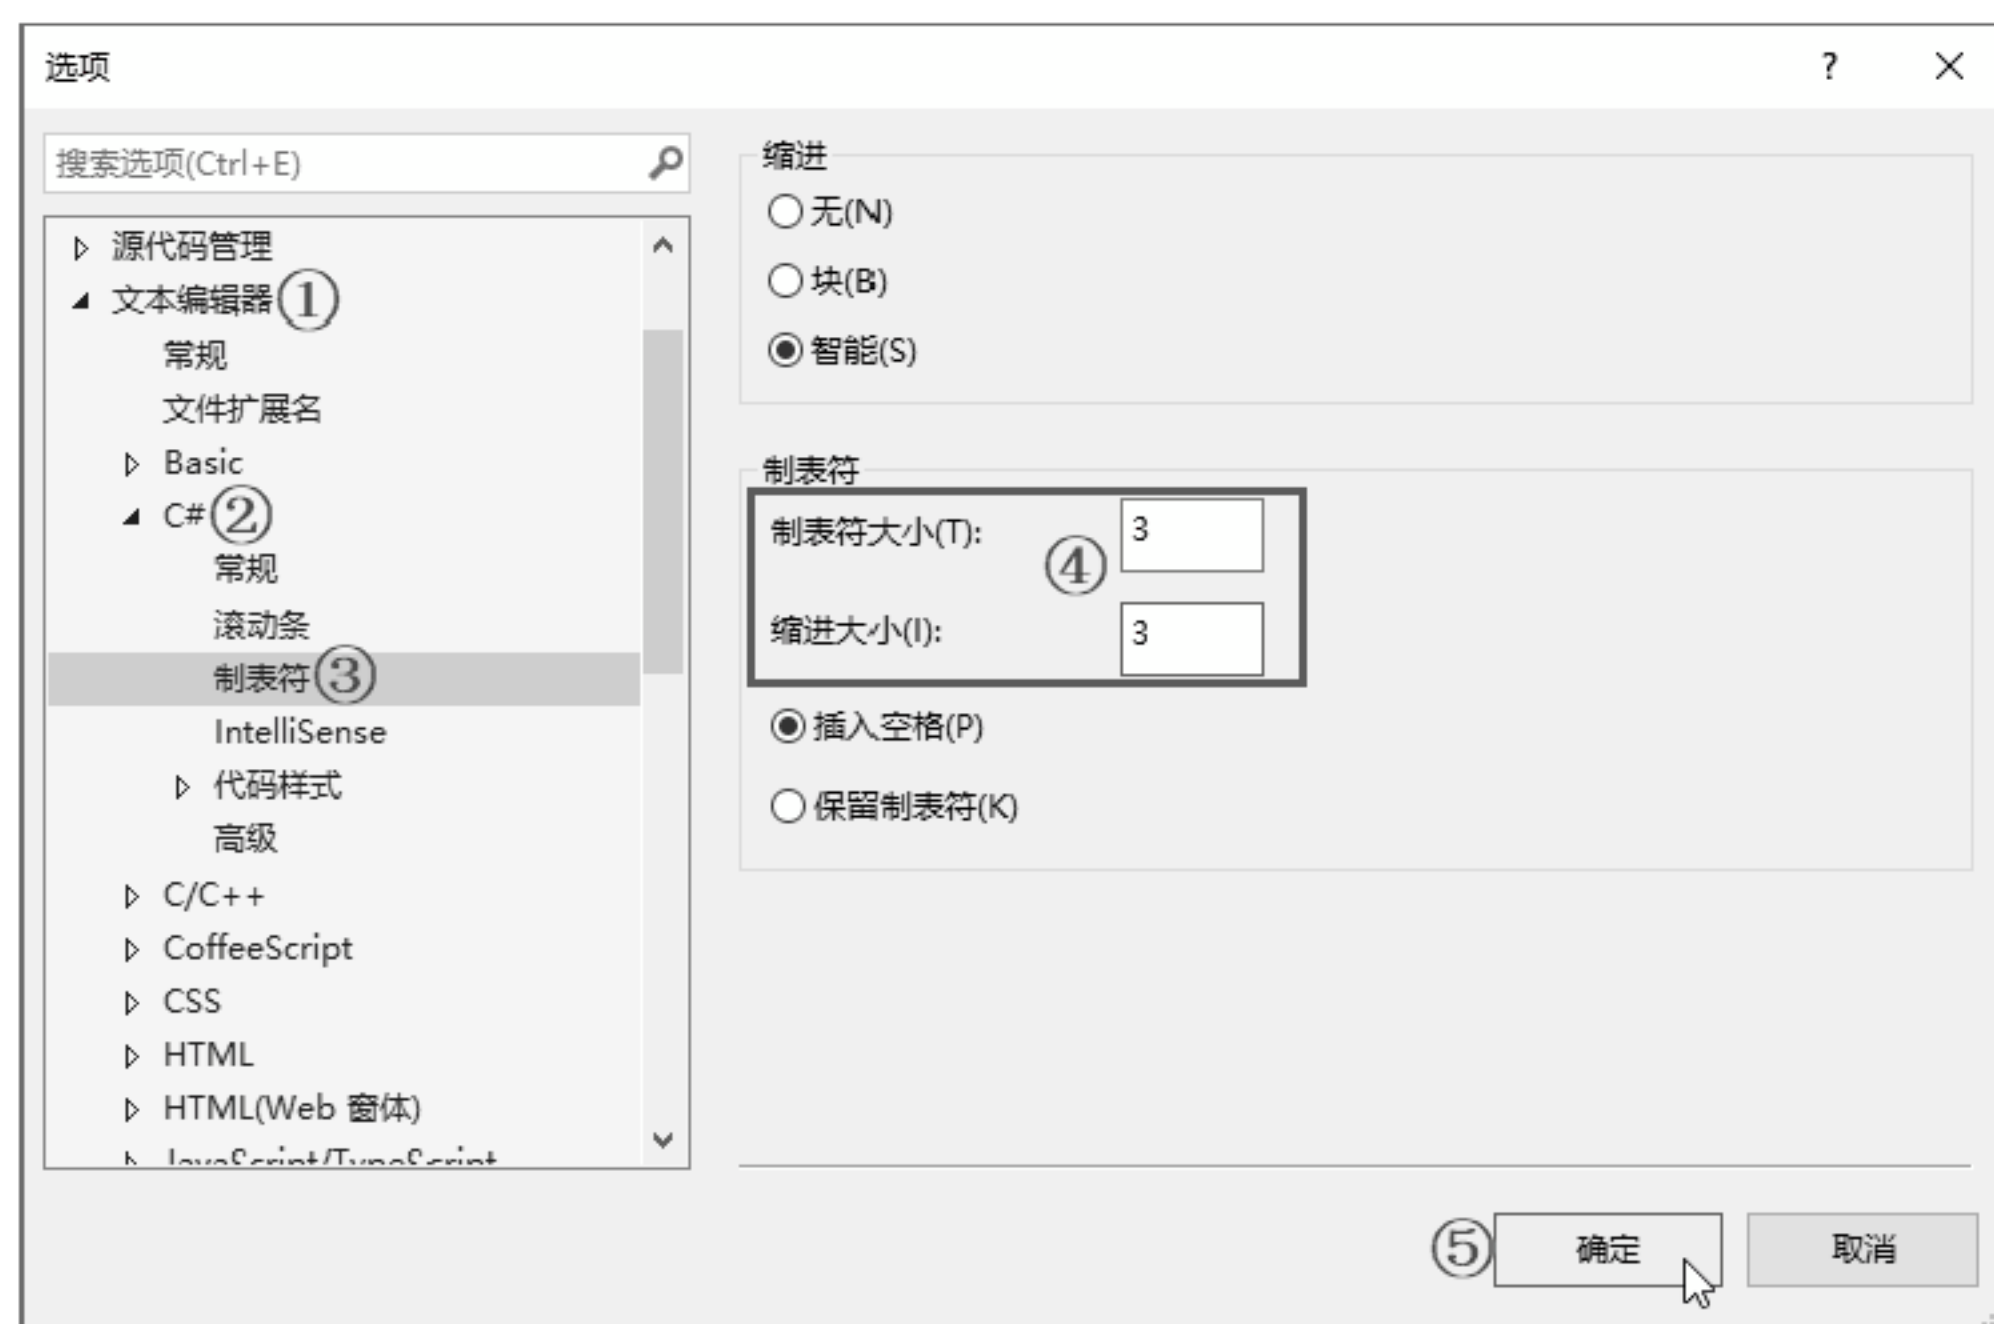 选项
?
搜索选项(Ctrl+E)
源代码管理
文本编辑器①
常规
文件扩展名
Basic
C#②
常规
滚动条
制表符③
IntelliSense
代码样式
高级
C/C++
CoffeeScript
CSS
HTML
HTML(Web 窗体)
JavaScript/TypeScript
缩进
无(N)
块(B)
智能(S)
制表符
制表符大小(T): 3
④
缩进大小(I): 3
插入空格(P)
保留制表符(K)
⑤ 确定 取消